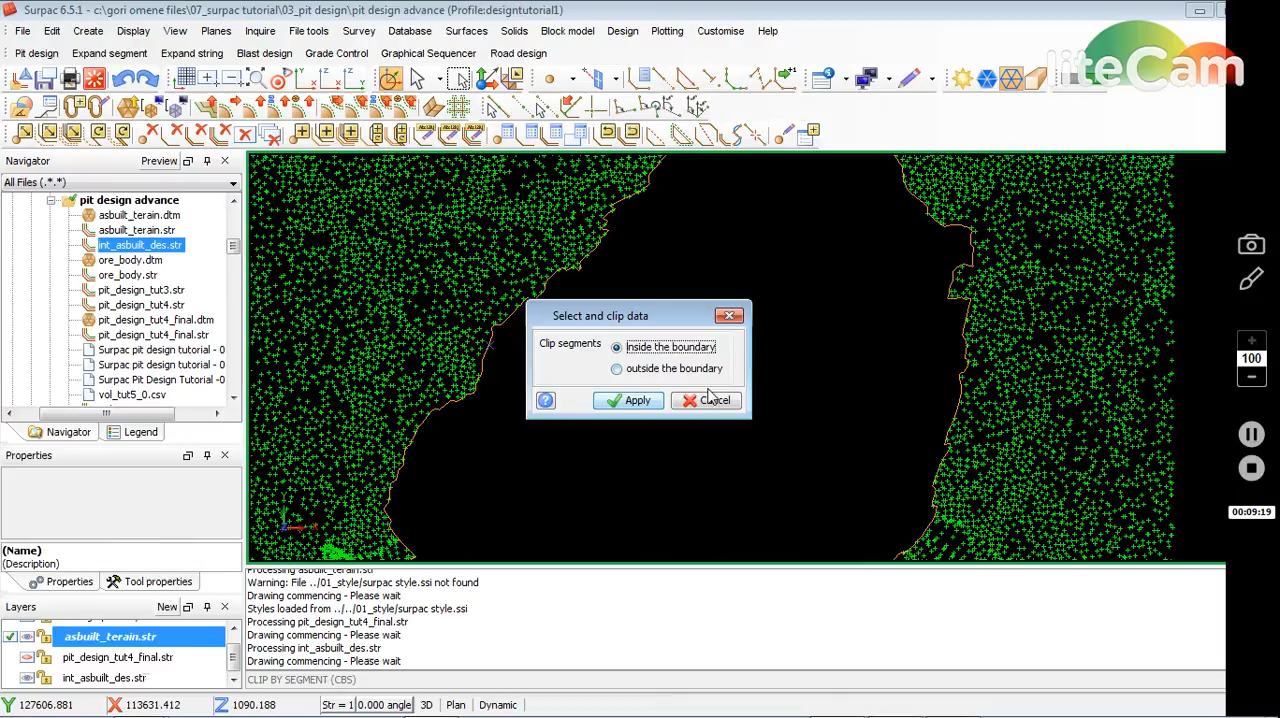 Surpac 6.5.1 - c:\gori omene files\07_surpac tutorial\03_pit design\pit design advance (Profile:designtutorial1)
File Edit Create Display View Planes Inquire File tools Survey Database Surfaces Solids Block model Design Plotting Customise Help
Pit design Expand segment Expand string Blast design Grade Control Graphical Sequencer Road design
liteCam
Navigator Preview
All Files (*.*)
pit design advance
asbuilt_terain.dtm
asbuilt_terain.str
int_asbuilt_des.str
ore_body.dtm
ore_body.str
pit_design_tut3.str
pit_design_tut4.str
pit_design_tut4_final.dtm
pit_design_tut4_final.str
Surpac pit design tutorial - 0
Surpac pit design tutorial - 0
Surpac Pit Design Tutorial - 0
vol_tut5_0.csv
Navigator Legend
Properties
(Name)
(Description)
Properties Tool properties
Layers New
asbuilt_terain.str
pit_design_tut4_final.str
int_asbuilt_des.str
Select and clip data
Clip segments inside the boundary
outside the boundary
Apply Cancel
100
00:09:19
Processing asbuilt_terain.str
Warning: File ../01_style/surpac style.ssi not found
Drawing commencing - Please wait
Styles loaded from ../../01_style/surpac style.ssi
Processing pit_design_tut4_final.str
Drawing commencing - Please wait
Processing int_asbuilt_des.str
Drawing commencing - Please wait
CLIP BY SEGMENT (CBS)
Y 127606.881 X 113631.412 Z 1090.188 Str = 1 0.000 angle 3D Plan Dynamic